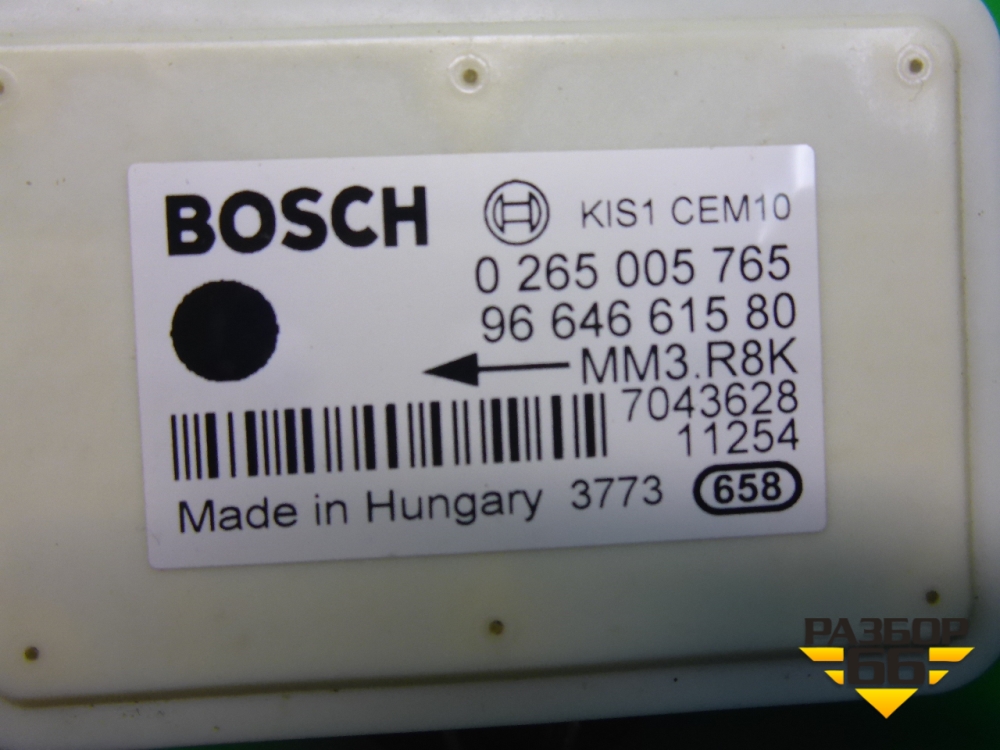 BOSCH
KIS1 CEM10
0 265 005 765
96 646 615 80
MM3.R8K
7043628
11254
Made in Hungary 3773 658
РАЗБОР
66